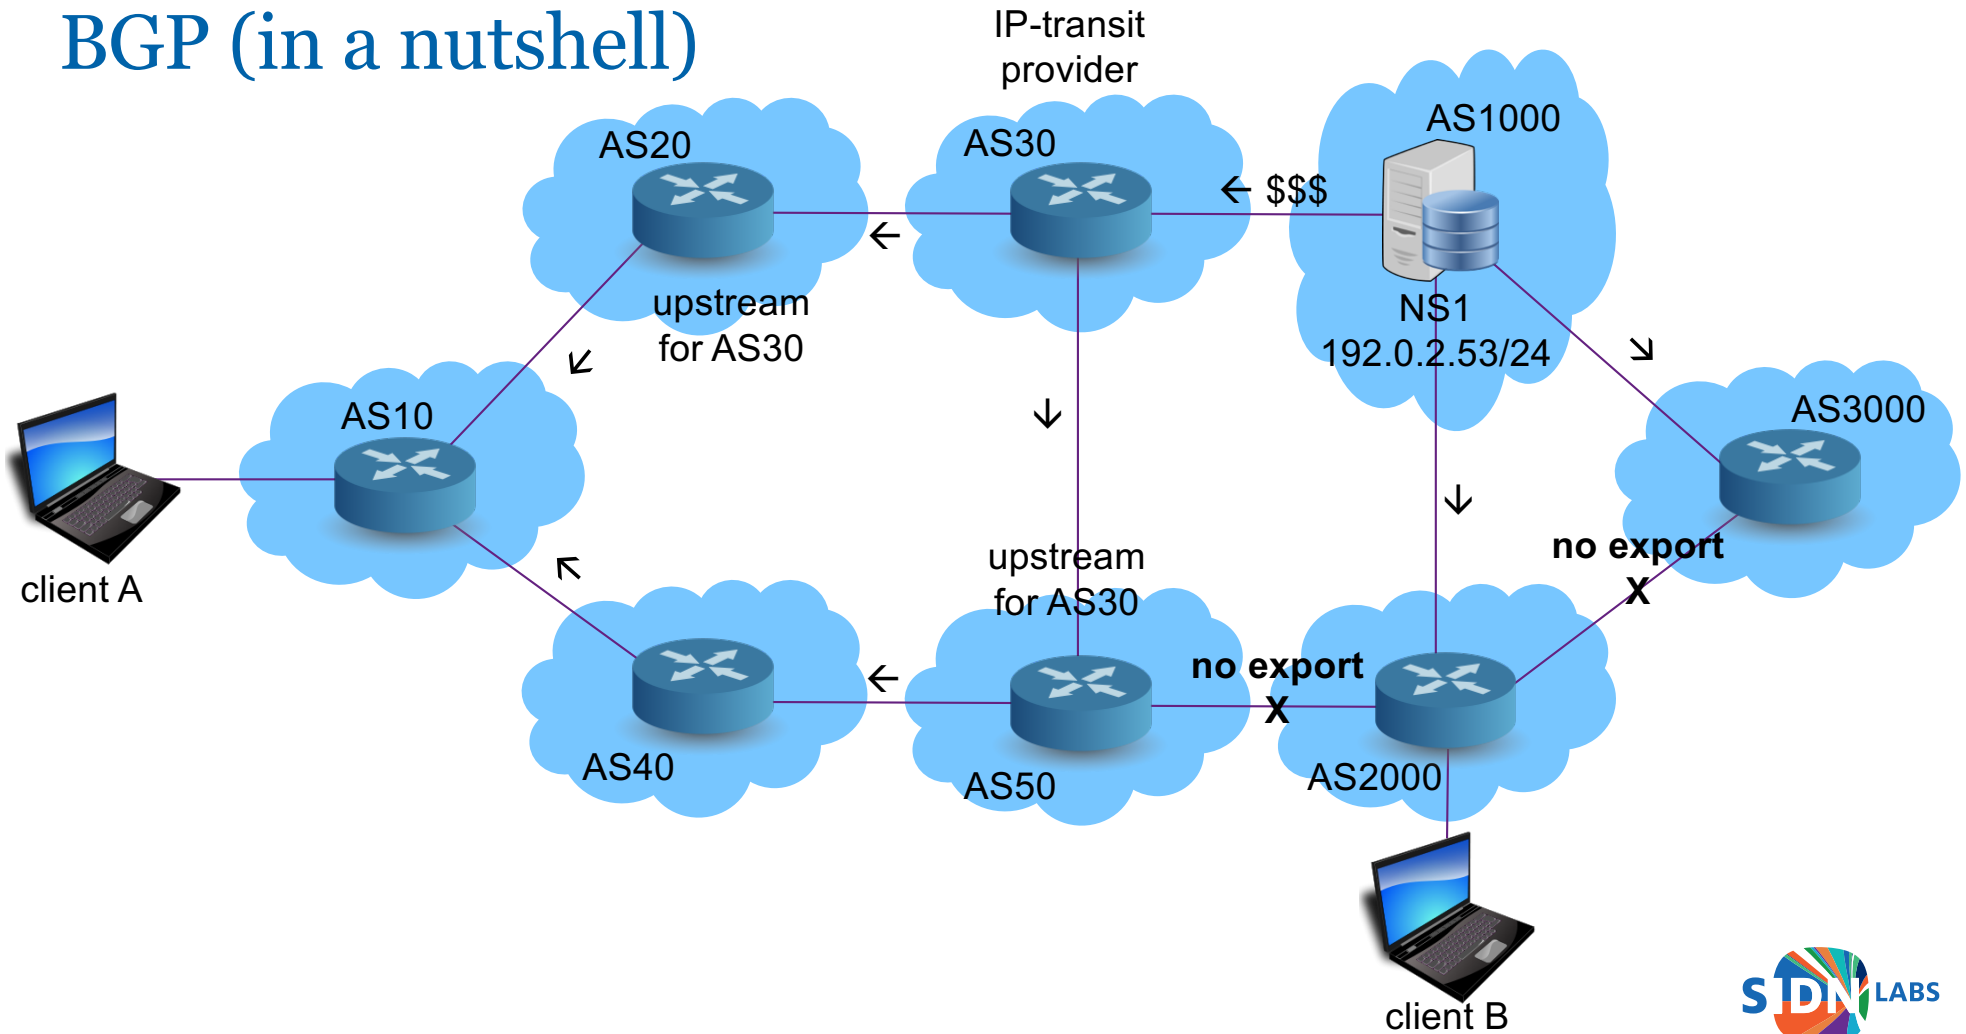 BGP (in a nutshell)
IP-transit
provider
AS20
AS30
AS1000
← $$$
←
upstream
for AS30
↙
NS1
192.0.2.53/24
↘
AS10
↓
AS3000
↓
client A
↖
upstream
for AS30
no export
X
no export
X
←
AS40
AS50
AS2000
client B
SIDN LABS